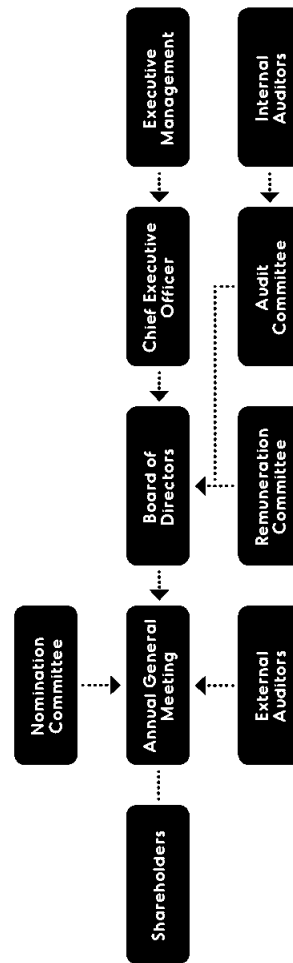 Nomination
Committee
Shareholders
Annual General
Meeting
Board of
Directors
Chief Executive
Officer
Executive
Management
External
Auditors
Remuneration
Committee
Audit
Committee
Internal
Auditors